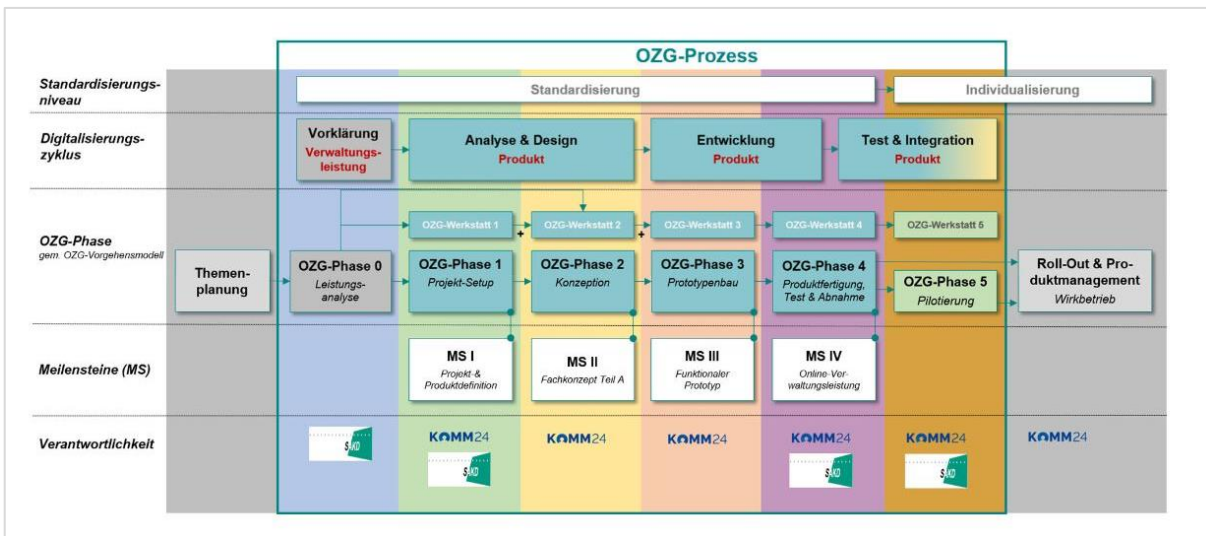 OZG-Prozess
Standardisierungs-
niveau
Standardisierung
Individualisierung
Digitalisierungs-
zyklus
Vorklärung
Verwaltungs-
leistung
Analyse & Design
Produkt
Entwicklung
Produkt
Test & Integration
Produkt
OZG-Phase
gem. OZG-Vorgehensmodell
OZG-Werkstatt 1
+
OZG-Werkstatt 2
+
OZG-Werkstatt 3
OZG-Werkstatt 4
OZG-Werkstatt 5
Themen-
planung
OZG-Phase 0
Leistungs-
analyse
OZG-Phase 1
Projekt-Setup
OZG-Phase 2
Konzeption
OZG-Phase 3
Prototypenbau
OZG-Phase 4
Produktfertigung,
Test & Abnahme
OZG-Phase 5
Pilotierung
Roll-Out & Pro-
duktmanagement
Wirkbetrieb
Meilensteine (MS)
MS I
Projekt-&
Produktdefinition
MS II
Fachkonzept Teil A
MS III
Funktionaler
Prototyp
MS IV
Online-Ver-
waltungsleistung
Verantwortlichkeit
SAKD
KOMM24
SAKD
KOMM24
KOMM24
KOMM24
SAKD
KOMM24
SAKD
KOMM24